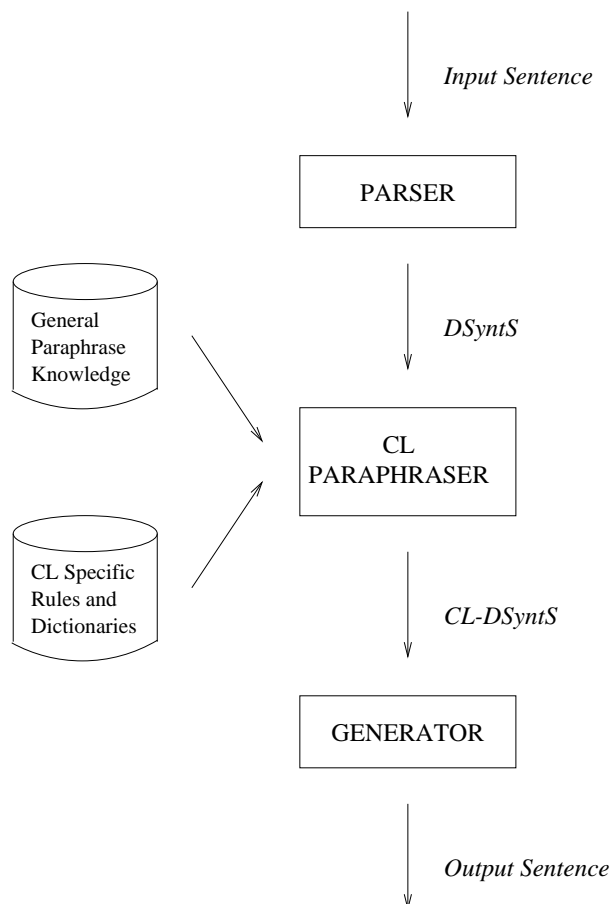 Input Sentence
PARSER
DSyntS
General
Paraphrase
Knowledge
CL
PARAPHRASER
CL Specific
Rules and
Dictionaries
CL-DSyntS
GENERATOR
Output Sentence